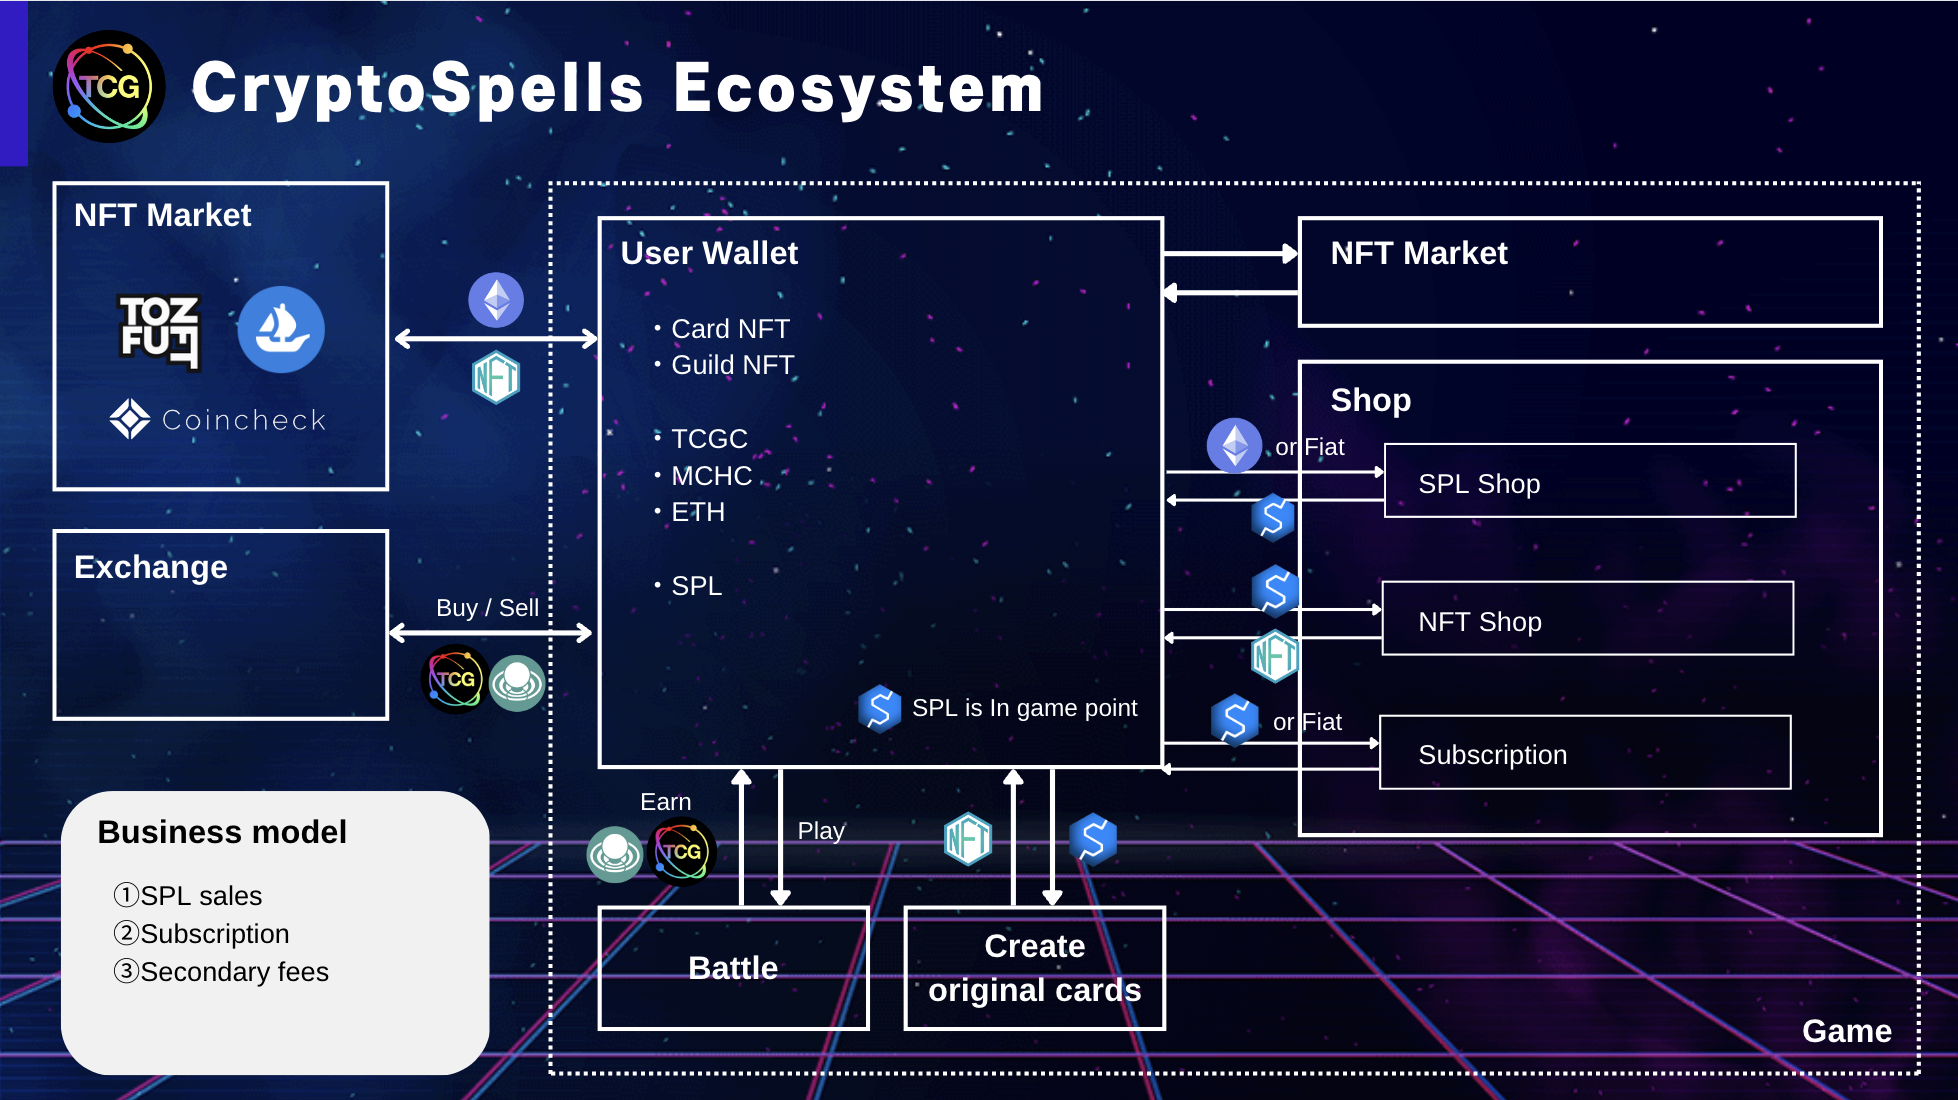 TCG
CryptoSpells Ecosystem
NFT Market
TOZ
FUFT
Coincheck
NFT
Exchange
Buy / Sell
TCG
User Wallet
・Card NFT
・Guild NFT
・TCGC
・MCHC
・ETH
・SPL
SPL is In game point
NFT Market
Shop
or Fiat
SPL Shop
NFT Shop
NFT
or Fiat
Subscription
Earn
TCG
Play
NFT
Battle
Create
original cards
Game
Business model
①SPL sales
②Subscription
③Secondary fees